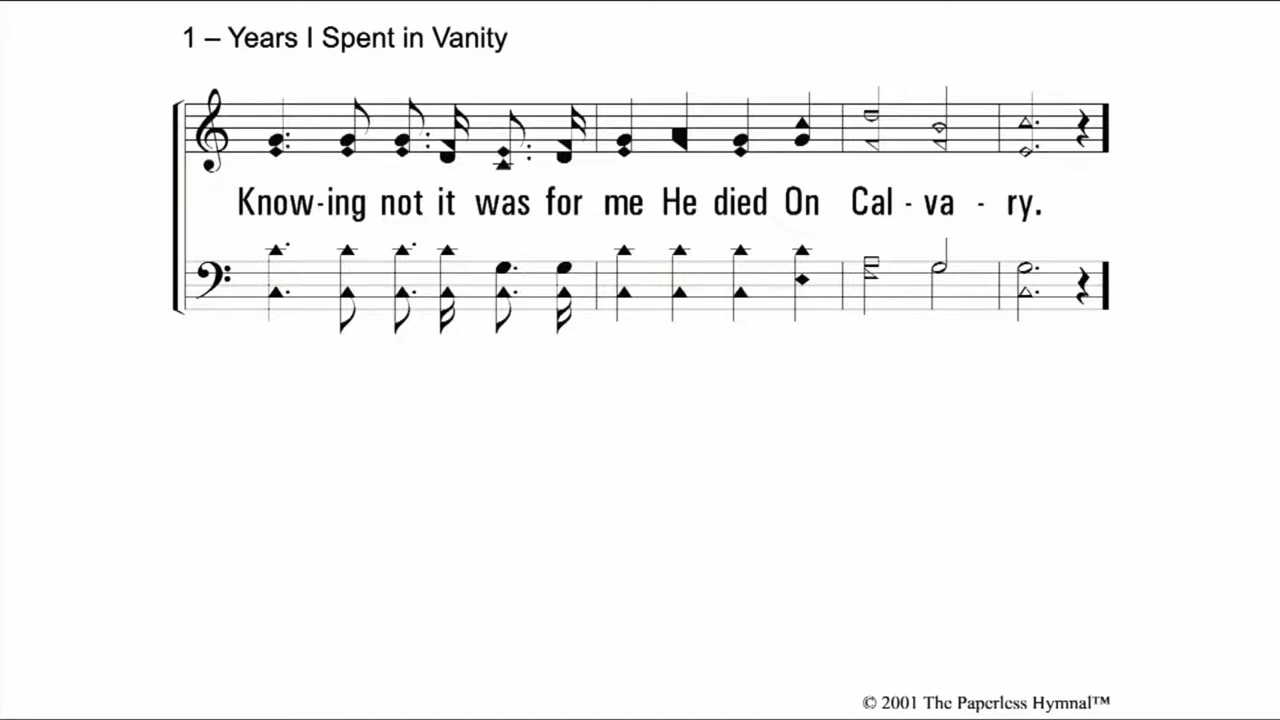 1 – Years I Spent in Vanity
Know-ing not it was for me He died On Cal - va - ry.
© 2001 The Paperless Hymnal™